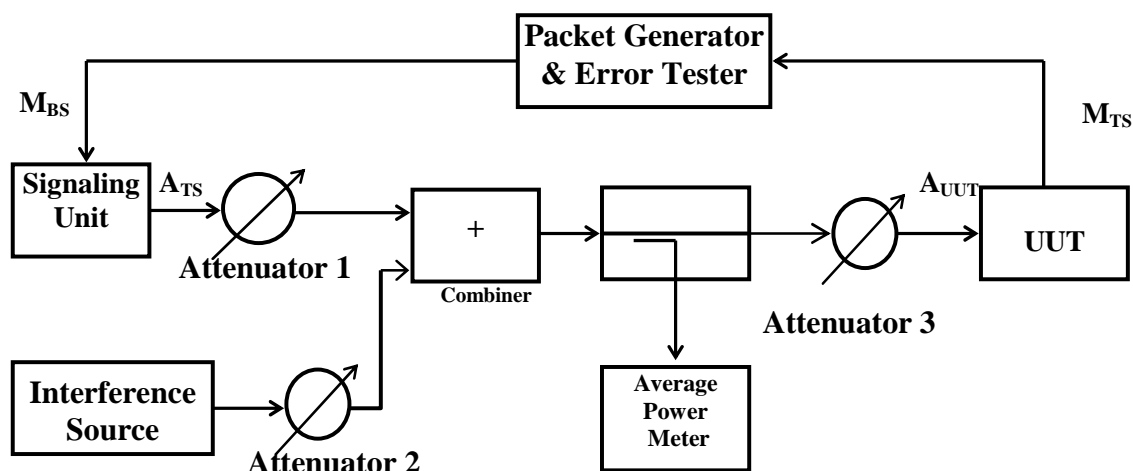 Packet Generator
& Error Tester
M_BS
M_TS
Signaling
Unit
A_TS
Attenuator 1
+
Combiner
A_UUT
UUT
Attenuator 3
Interference
Source
Attenuator 2
Average
Power
Meter